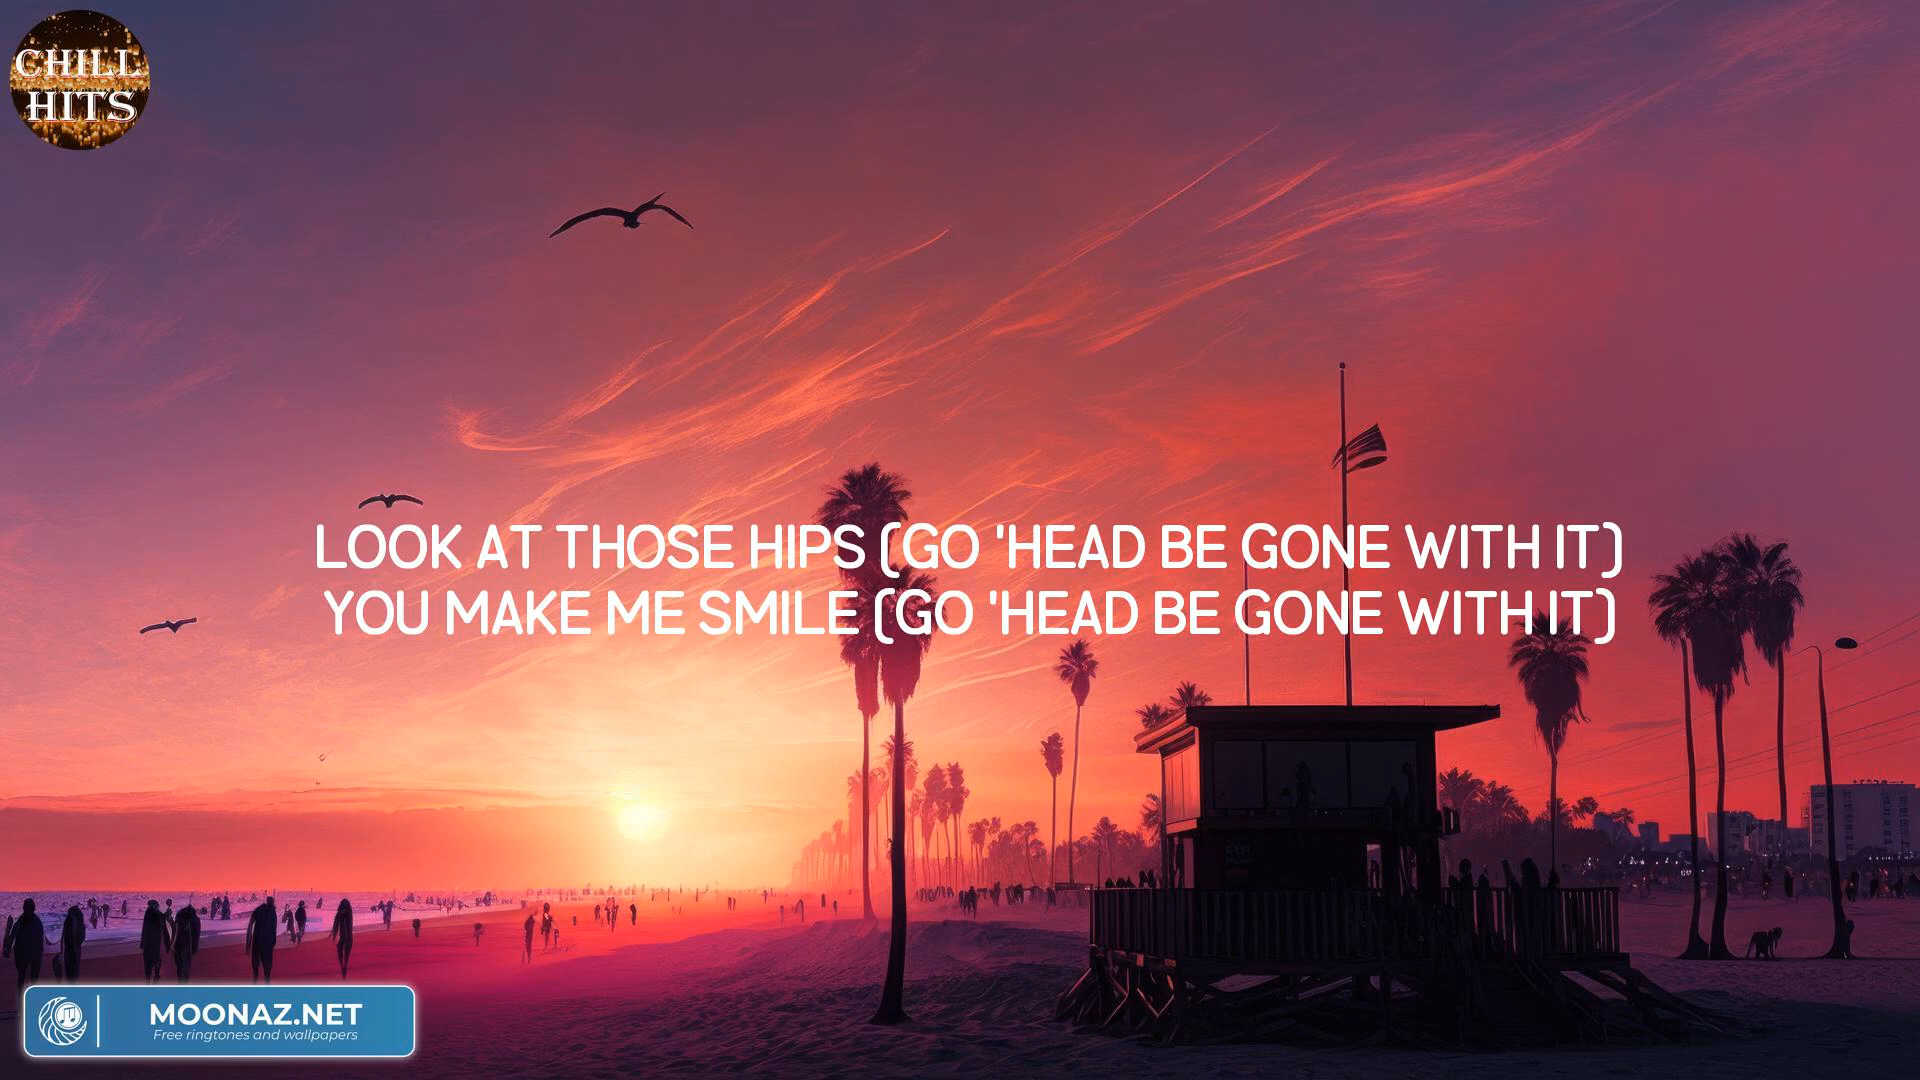 CHILL
HITS
LOOK AT THOSE HIPS (GO 'HEAD BE GONE WITH IT)
YOU MAKE ME SMILE (GO 'HEAD BE GONE WITH IT)
MOONAZ.NET
Free ringtones and wallpapers